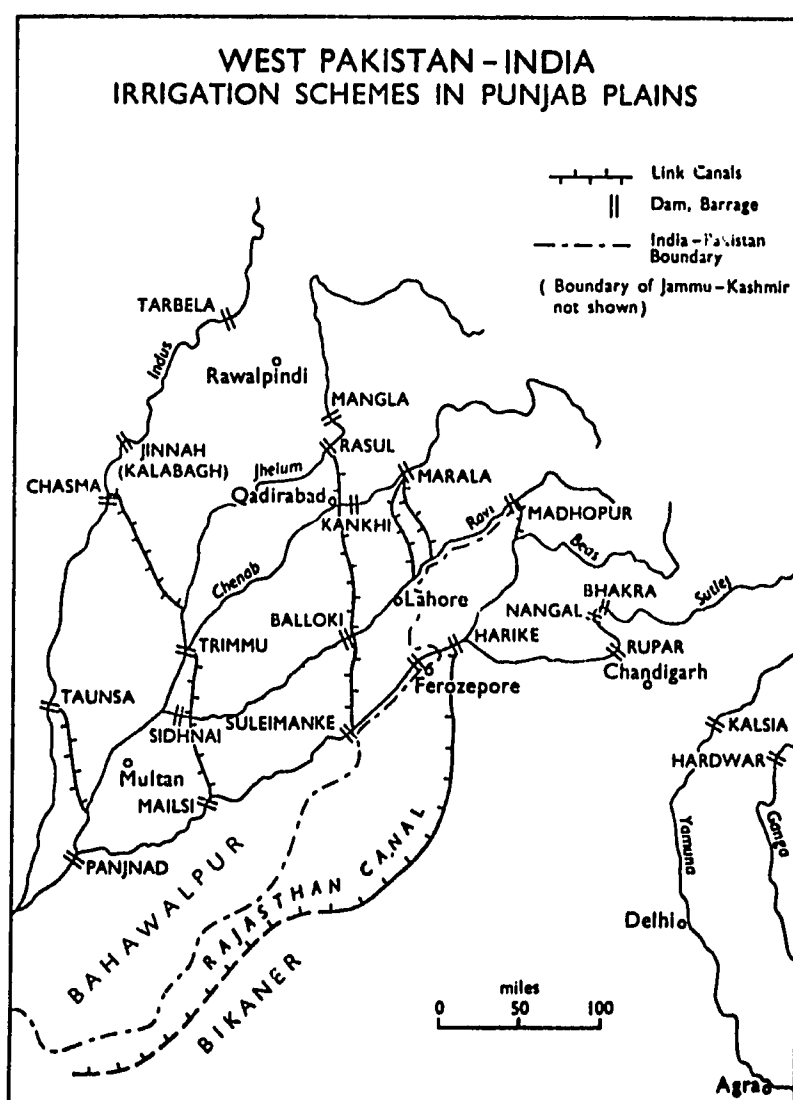 WEST PAKISTAN – INDIA
IRRIGATION SCHEMES IN PUNJAB PLAINS
Link Canals
Dam, Barrage
India – Pakistan
Boundary
( Boundary of Jammu – Kashmir
not shown )
TARBELA
Indus
Rawalpindi
MANGLA
JINNAH
(KALABAGH)
RASUL
Jhelum
MARALA
CHASMA
Qadirabad
KANKHI
Ravi
MADHOPUR
Beas
Chenab
BHAKRA
Sutlej
Lahore
NANGAL
BALLOKI
HARIKE
RUPAR
TRIMMU
Chandigarh
Ferozepore
TAUNSA
SULEIMANKE
SIDHNAI
KALSIA
HARDWAR
Multan
MAILSI
Yamuna
Ganga
PANJNAD
BAHAWALPUR
RAJASTHAN CANAL
BIKANER
Delhi
miles
0 50 100
Agra